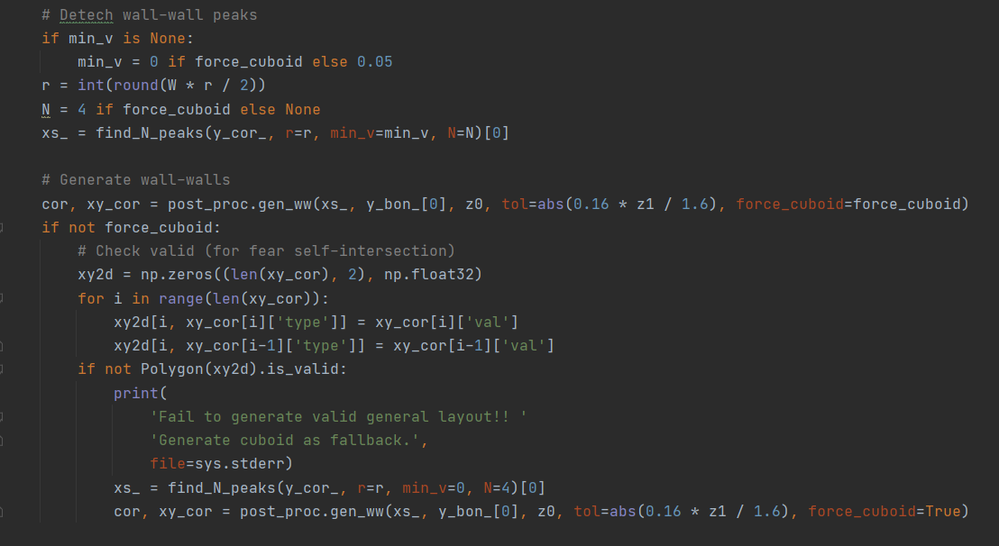 # Detech wall-wall peaks
if min_v is None:
    min_v = 0 if force_cuboid else 0.05
r = int(round(W * r / 2))
N = 4 if force_cuboid else None
xs_ = find_N_peaks(y_cor_, r=r, min_v=min_v, N=N)[0]

# Generate wall-walls
cor, xy_cor = post_proc.gen_ww(xs_, y_bon_[0], z0, tol=abs(0.16 * z1 / 1.6), force_cuboid=force_cuboid)
if not force_cuboid:
    # Check valid (for fear self-intersection)
    xy2d = np.zeros((len(xy_cor), 2), np.float32)
    for i in range(len(xy_cor)):
        xy2d[i, xy_cor[i]['type']] = xy_cor[i]['val']
        xy2d[i, xy_cor[i-1]['type']] = xy_cor[i-1]['val']
    if not Polygon(xy2d).is_valid:
        print(
            'Fail to generate valid general layout!! '
            'Generate cuboid as fallback.',
            file=sys.stderr)
        xs_ = find_N_peaks(y_cor_, r=r, min_v=0, N=4)[0]
        cor, xy_cor = post_proc.gen_ww(xs_, y_bon_[0], z0, tol=abs(0.16 * z1 / 1.6), force_cuboid=True)